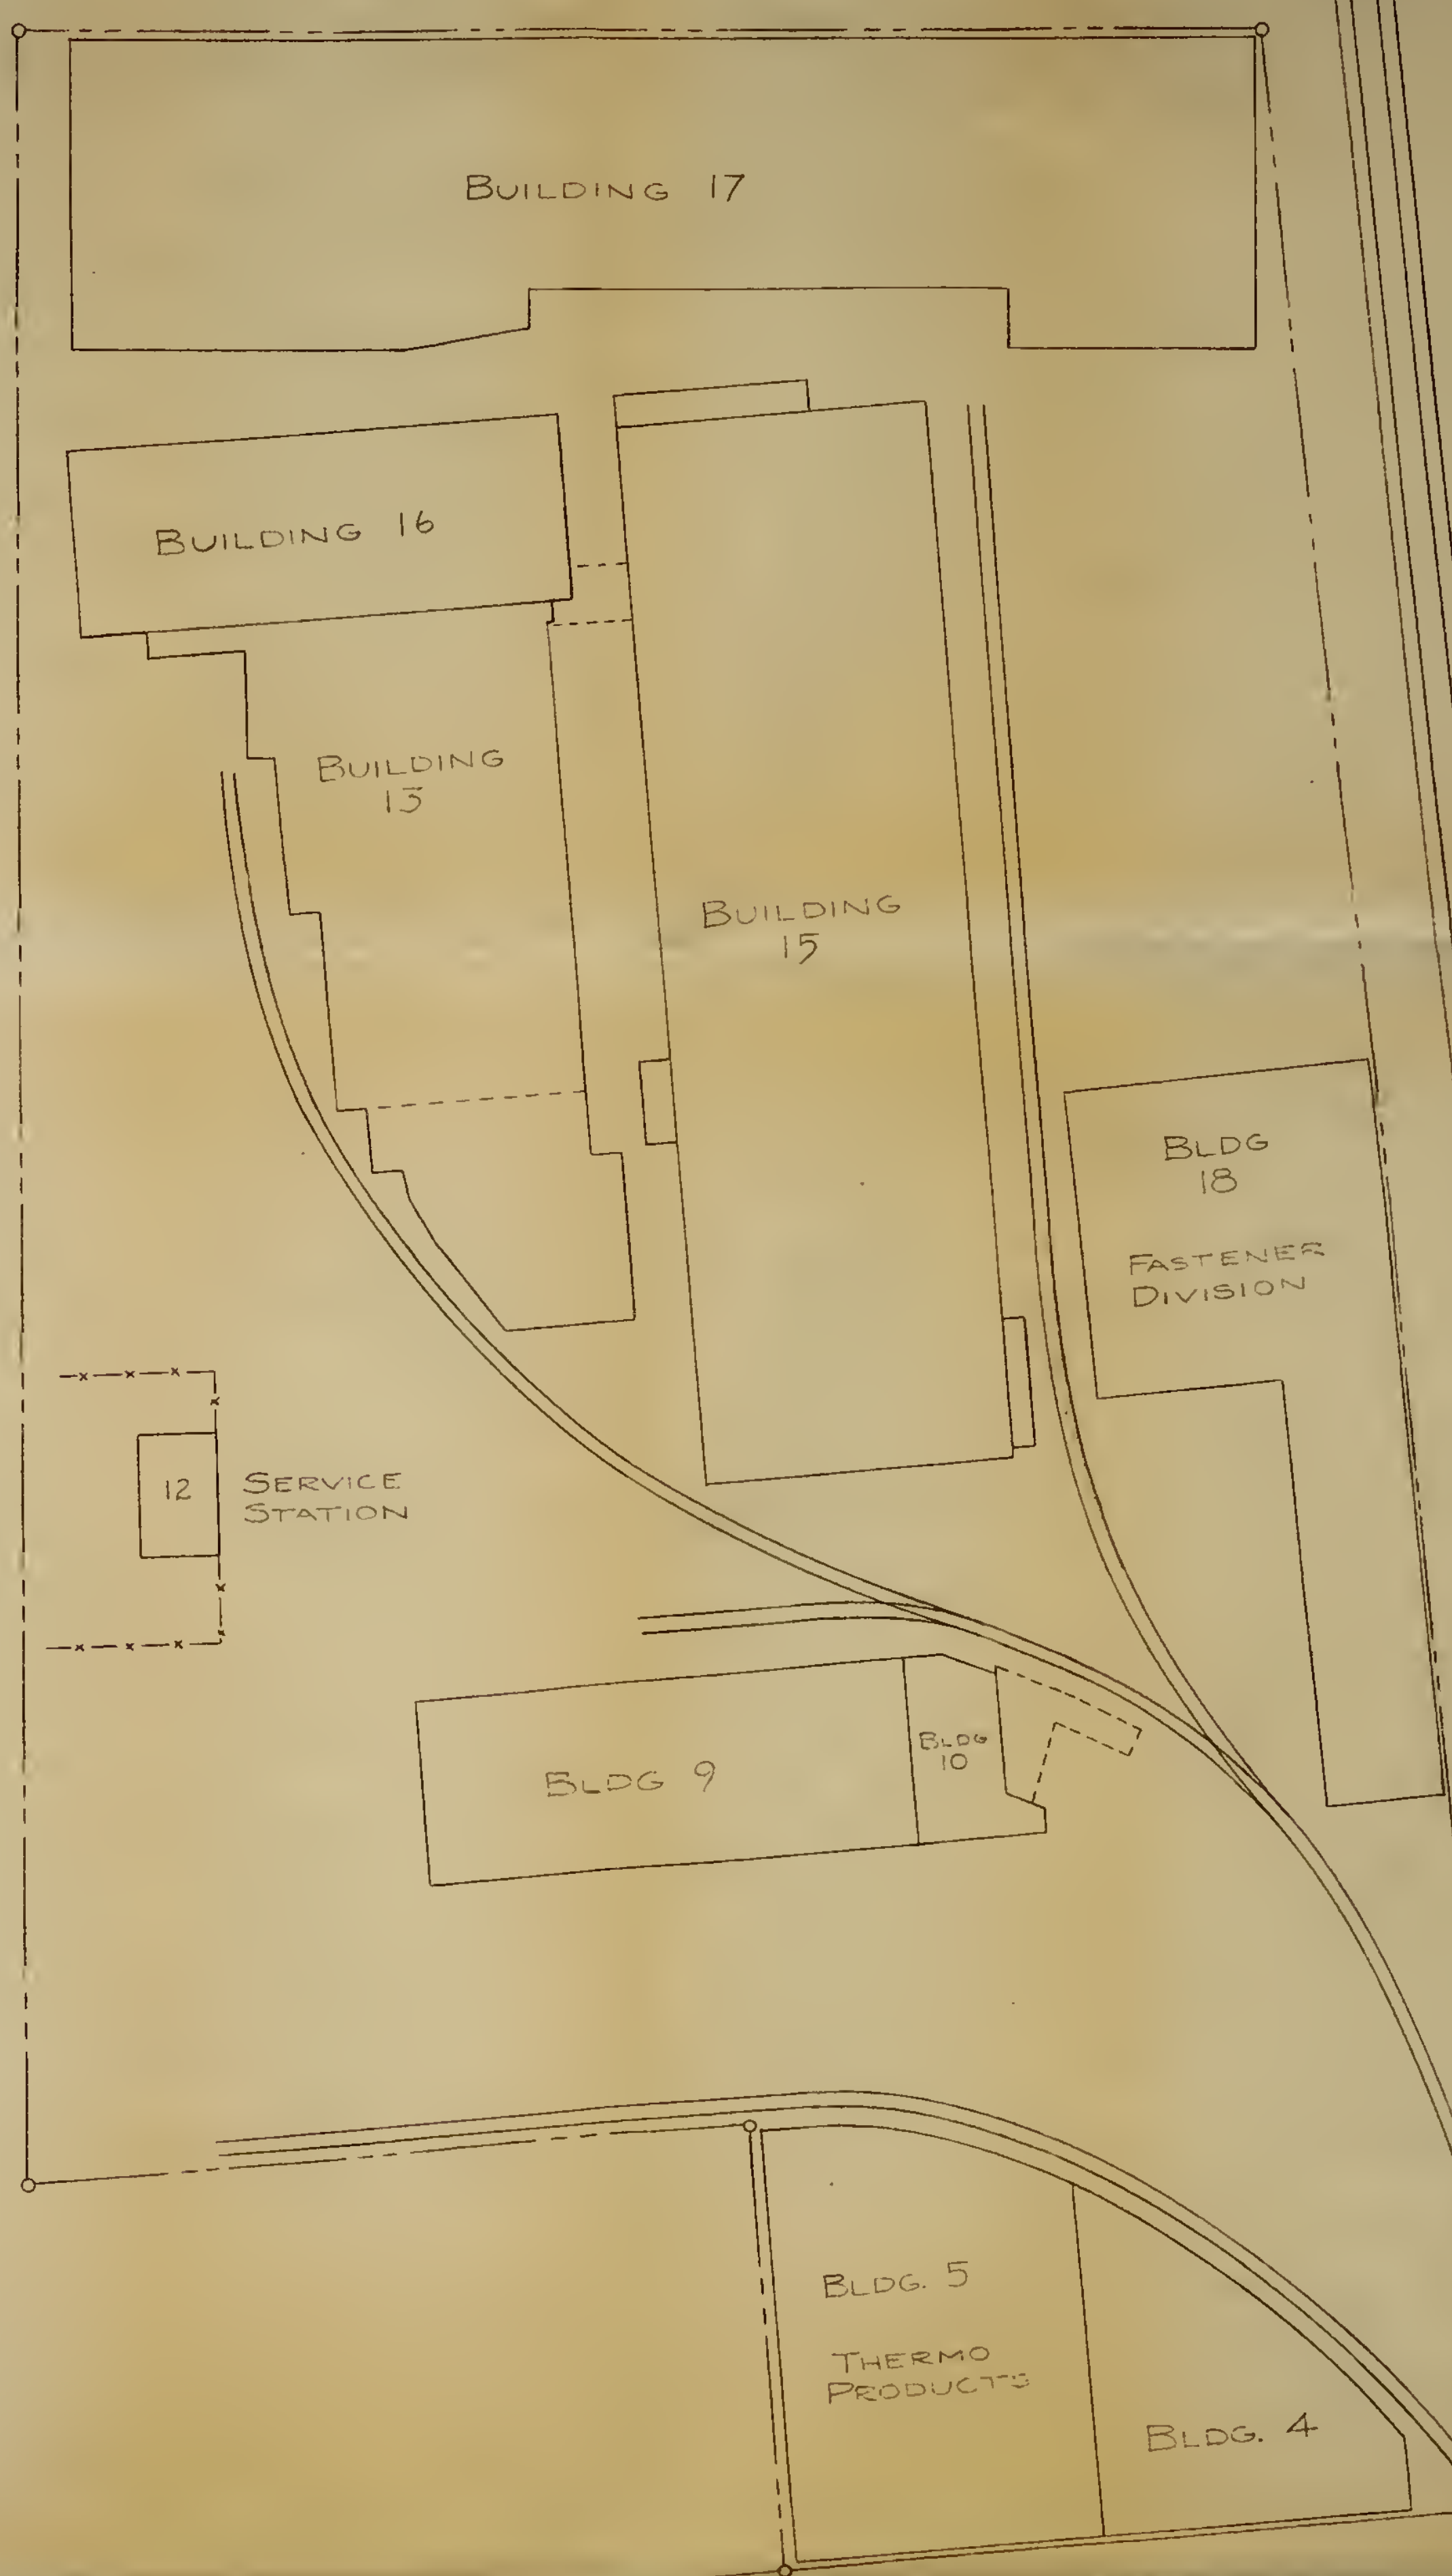 BUILDING 17
BUILDING 16
BUILDING
13
BUILDING
15
BLDG
18
FASTENER
DIVISION
12
SERVICE
STATION
BLDG 9
BLDG
10
BLDG. 5
THERMO
PRODUCTS
BLDG. 4